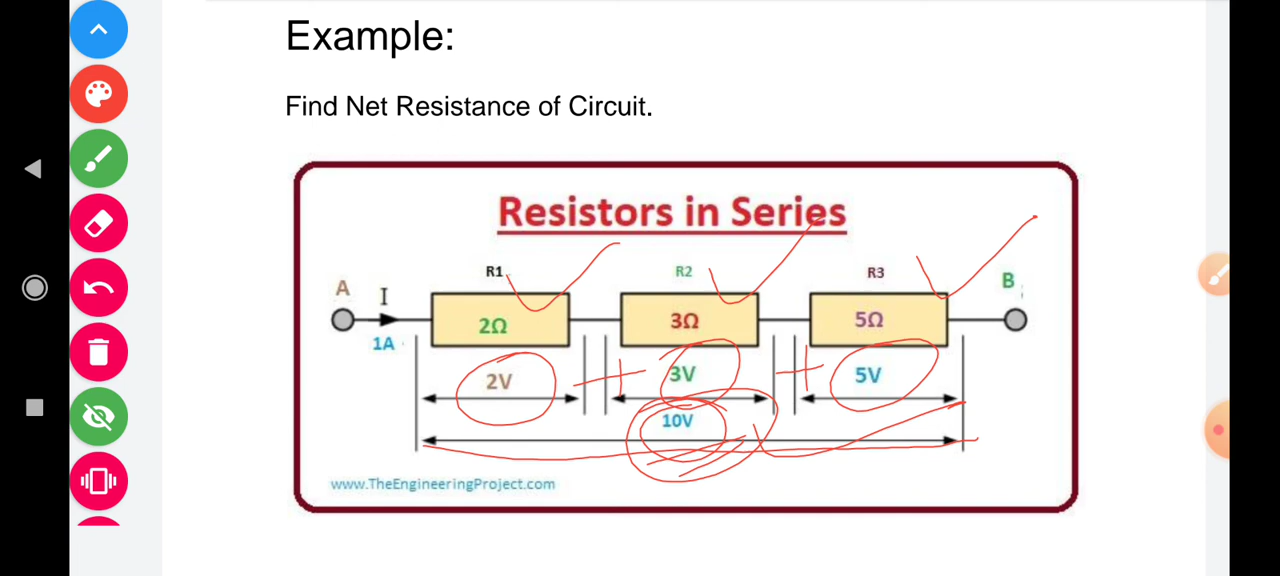 Example:
Find Net Resistance of Circuit.
Resistors in Series
R1 R2 R3
A I B
2Ω 3Ω 5Ω
1A
2V + 3V + 5V
10V
www.TheEngineeringProject.com